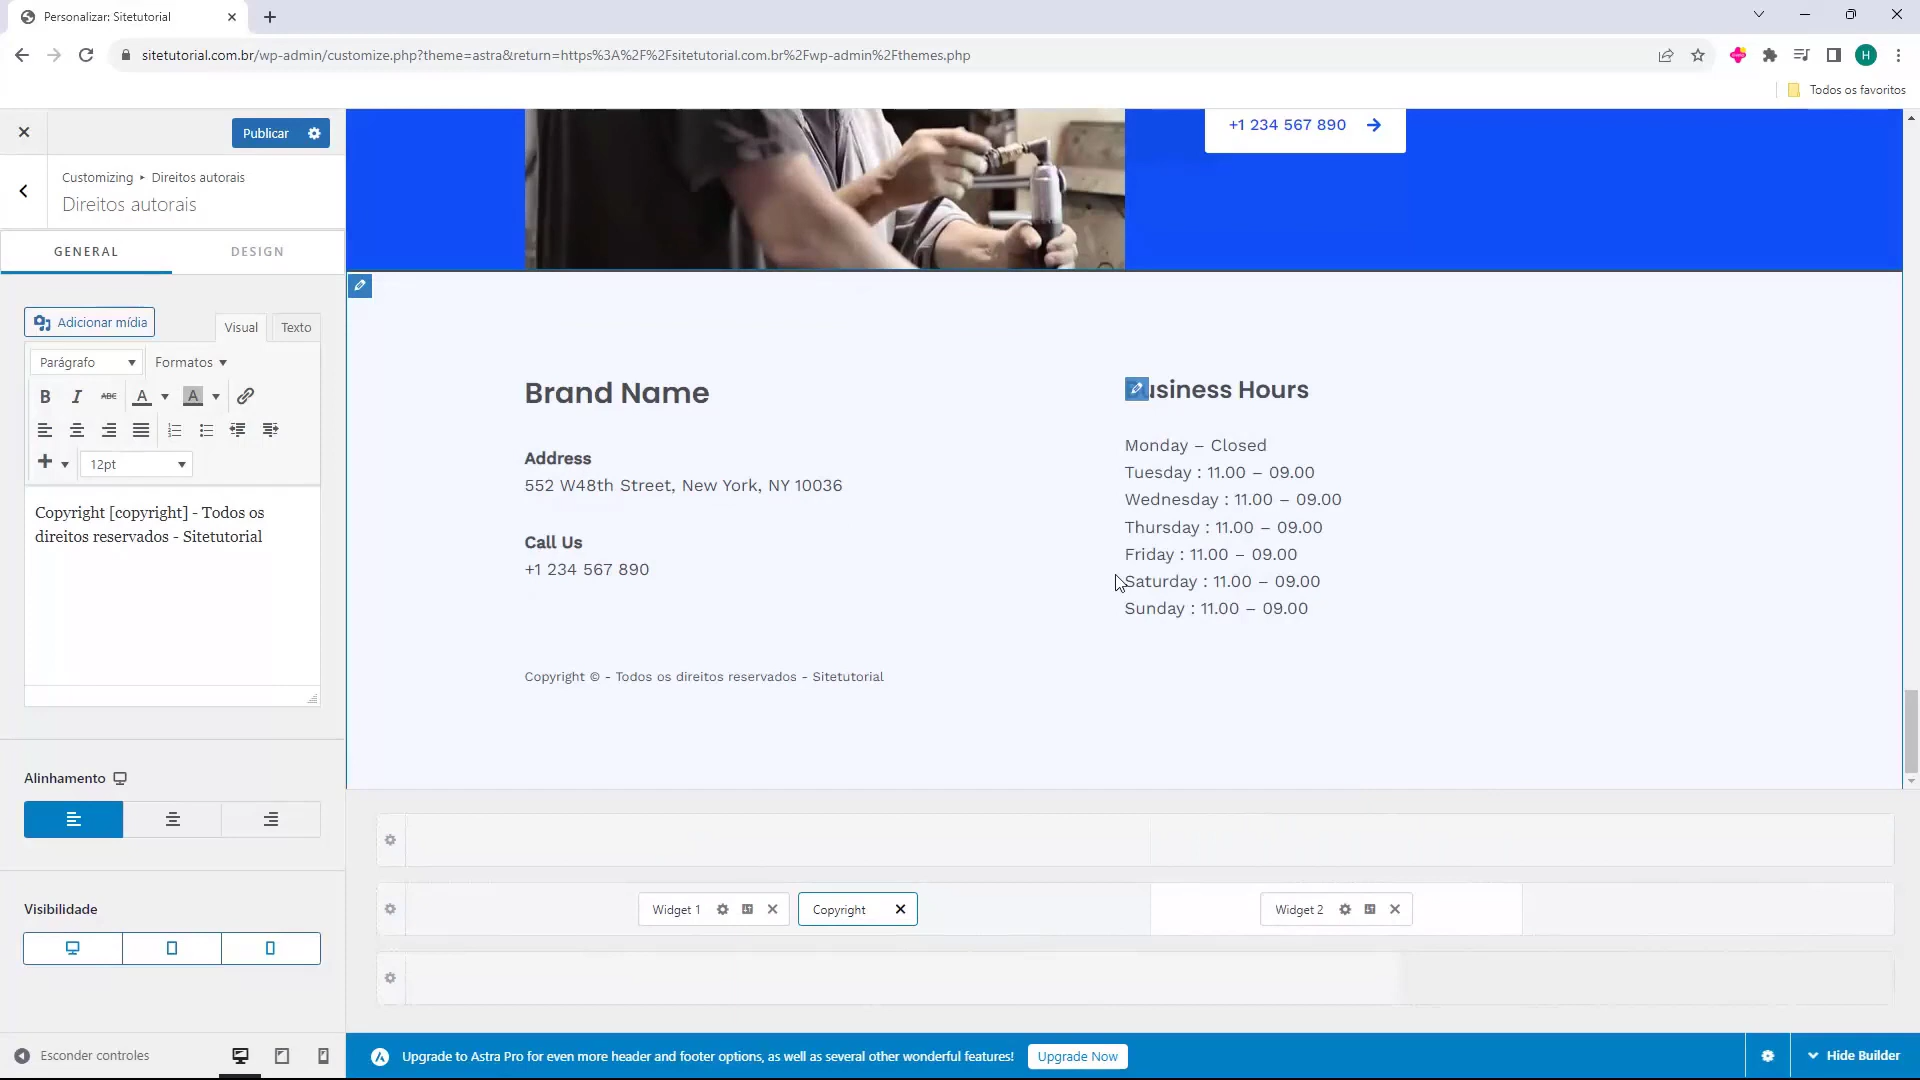 Personalizar: Sitetutorial
sitetutorial.com.br/wp-admin/customize.php?theme=astra&return=https%3A%2F%2Fsitetutorial.com.br%2Fwp-admin%2Fthemes.php
H
Todos os favoritos
Publicar
Customizing ▸ Direitos autorais
Direitos autorais
GENERAL
DESIGN
Adicionar mídia
Visual
Texto
Parágrafo
Formatos
B I ABC A A
12pt
Copyright [copyright] - Todos os
direitos reservados - Sitetutorial
Alinhamento
Visibilidade
Esconder controles
+1 234 567 890
Brand Name
Address
552 W48th Street, New York, NY 10036
Call Us
+1 234 567 890
usiness Hours
Monday – Closed
Tuesday : 11.00 – 09.00
Wednesday : 11.00 – 09.00
Thursday : 11.00 – 09.00
Friday : 11.00 – 09.00
Saturday : 11.00 – 09.00
Sunday : 11.00 – 09.00
Copyright © - Todos os direitos reservados - Sitetutorial
Widget 1
Copyright
Widget 2
Upgrade to Astra Pro for even more header and footer options, as well as several other wonderful features!
Upgrade Now
Hide Builder